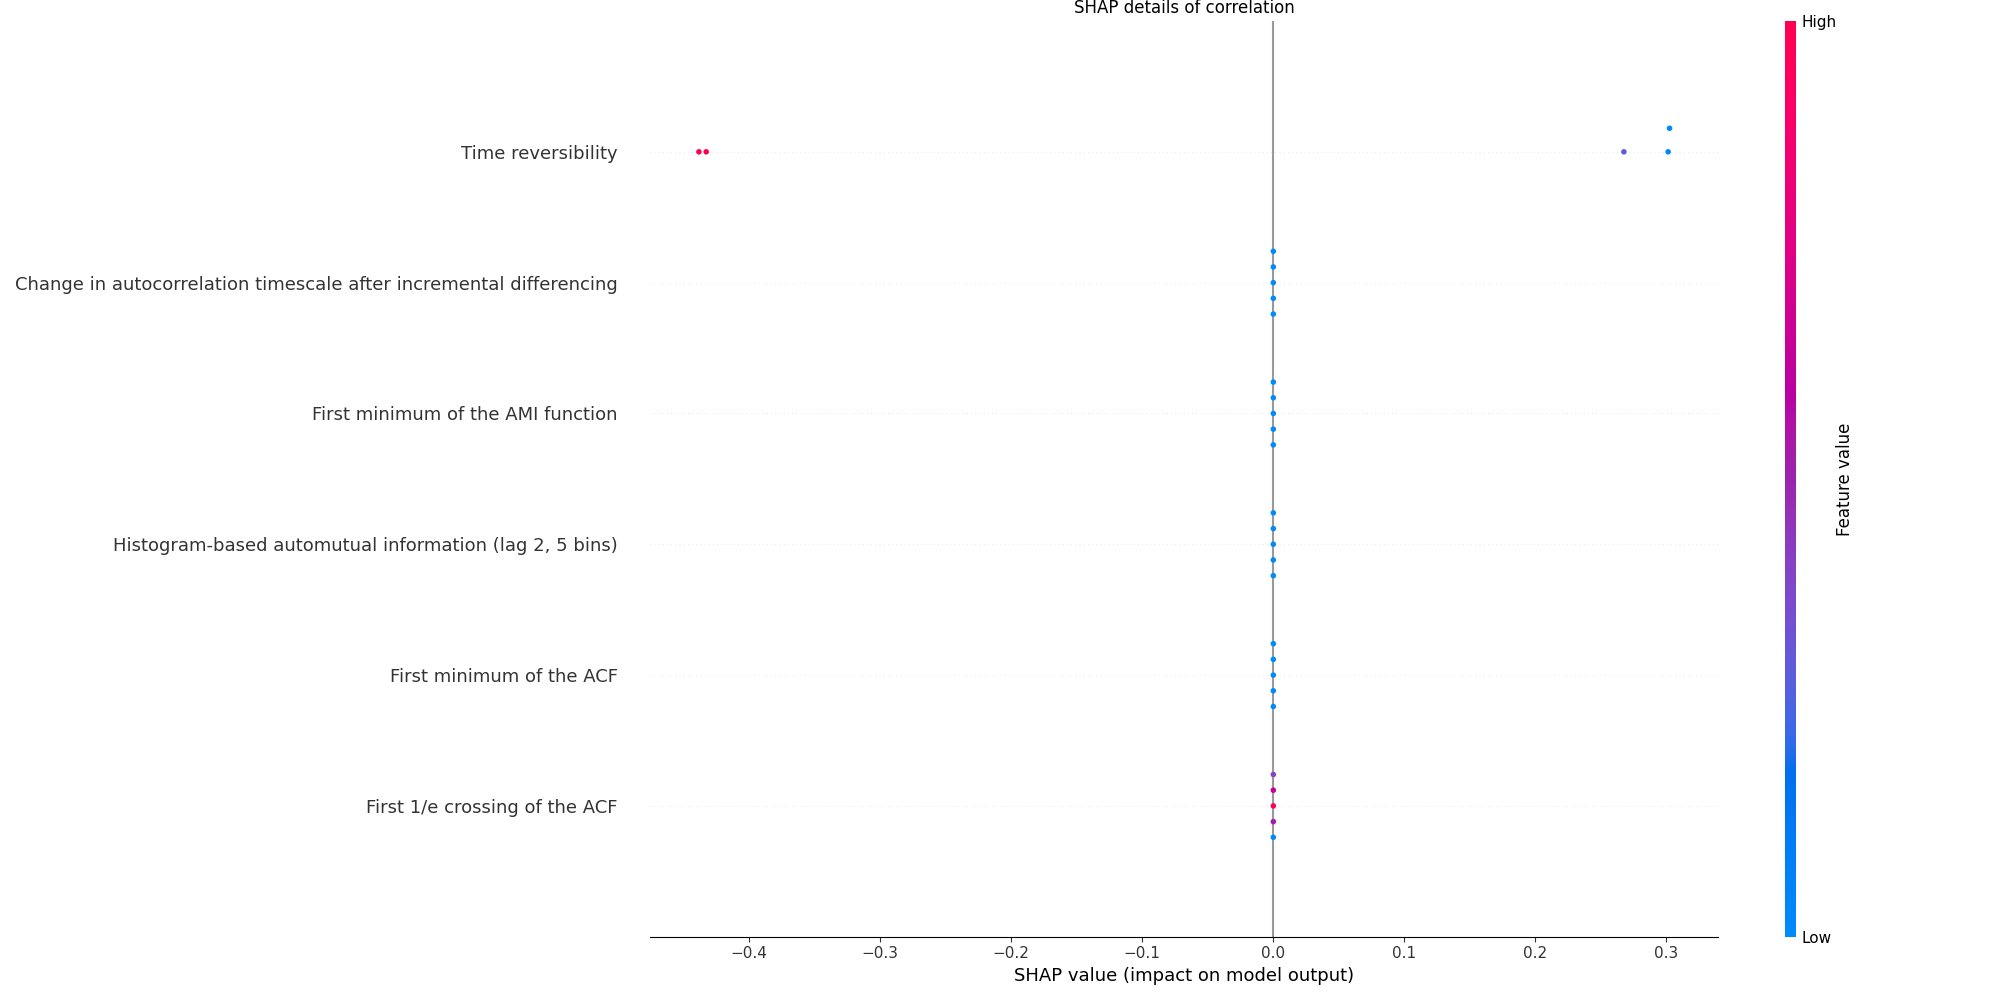 SHAP details of correlation
High
Time reversibility
Change in autocorrelation timescale after incremental differencing
First minimum of the AMI function
Feature value
Histogram-based automutual information (lag 2, 5 bins)
First minimum of the ACF
First 1/e crossing of the ACF
Low
−0.4 −0.3 −0.2 −0.1 0.0 0.1 0.2 0.3
SHAP value (impact on model output)